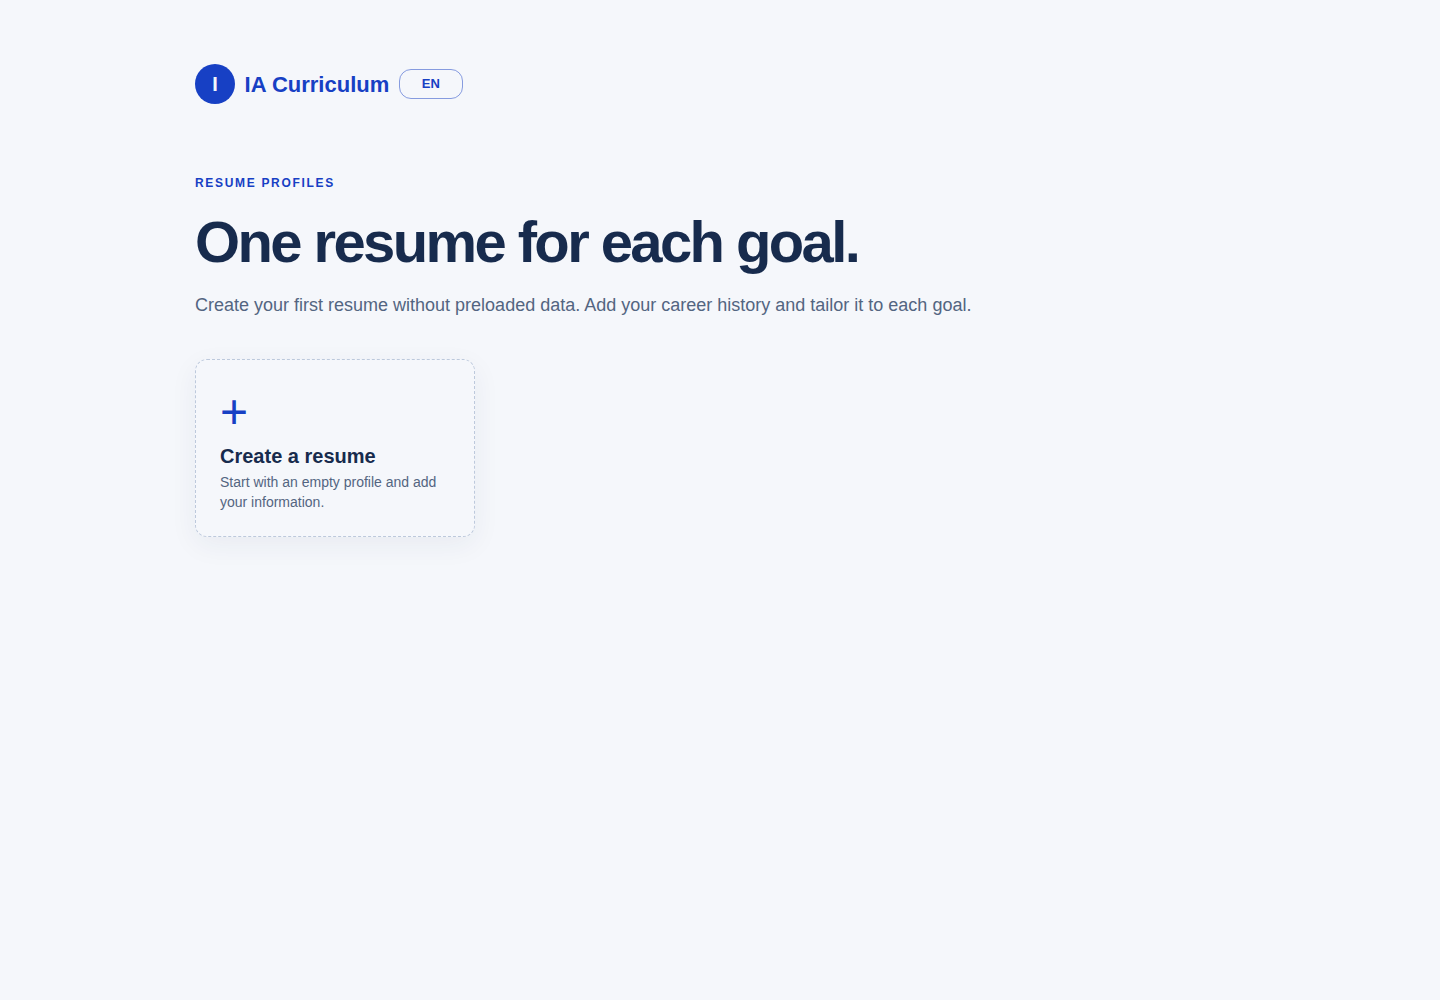 I
IA Curriculum
EN
RESUME PROFILES
One resume for each goal.
Create your first resume without preloaded data. Add your career history and tailor it to each goal.
+
Create a resume
Start with an empty profile and add
your information.